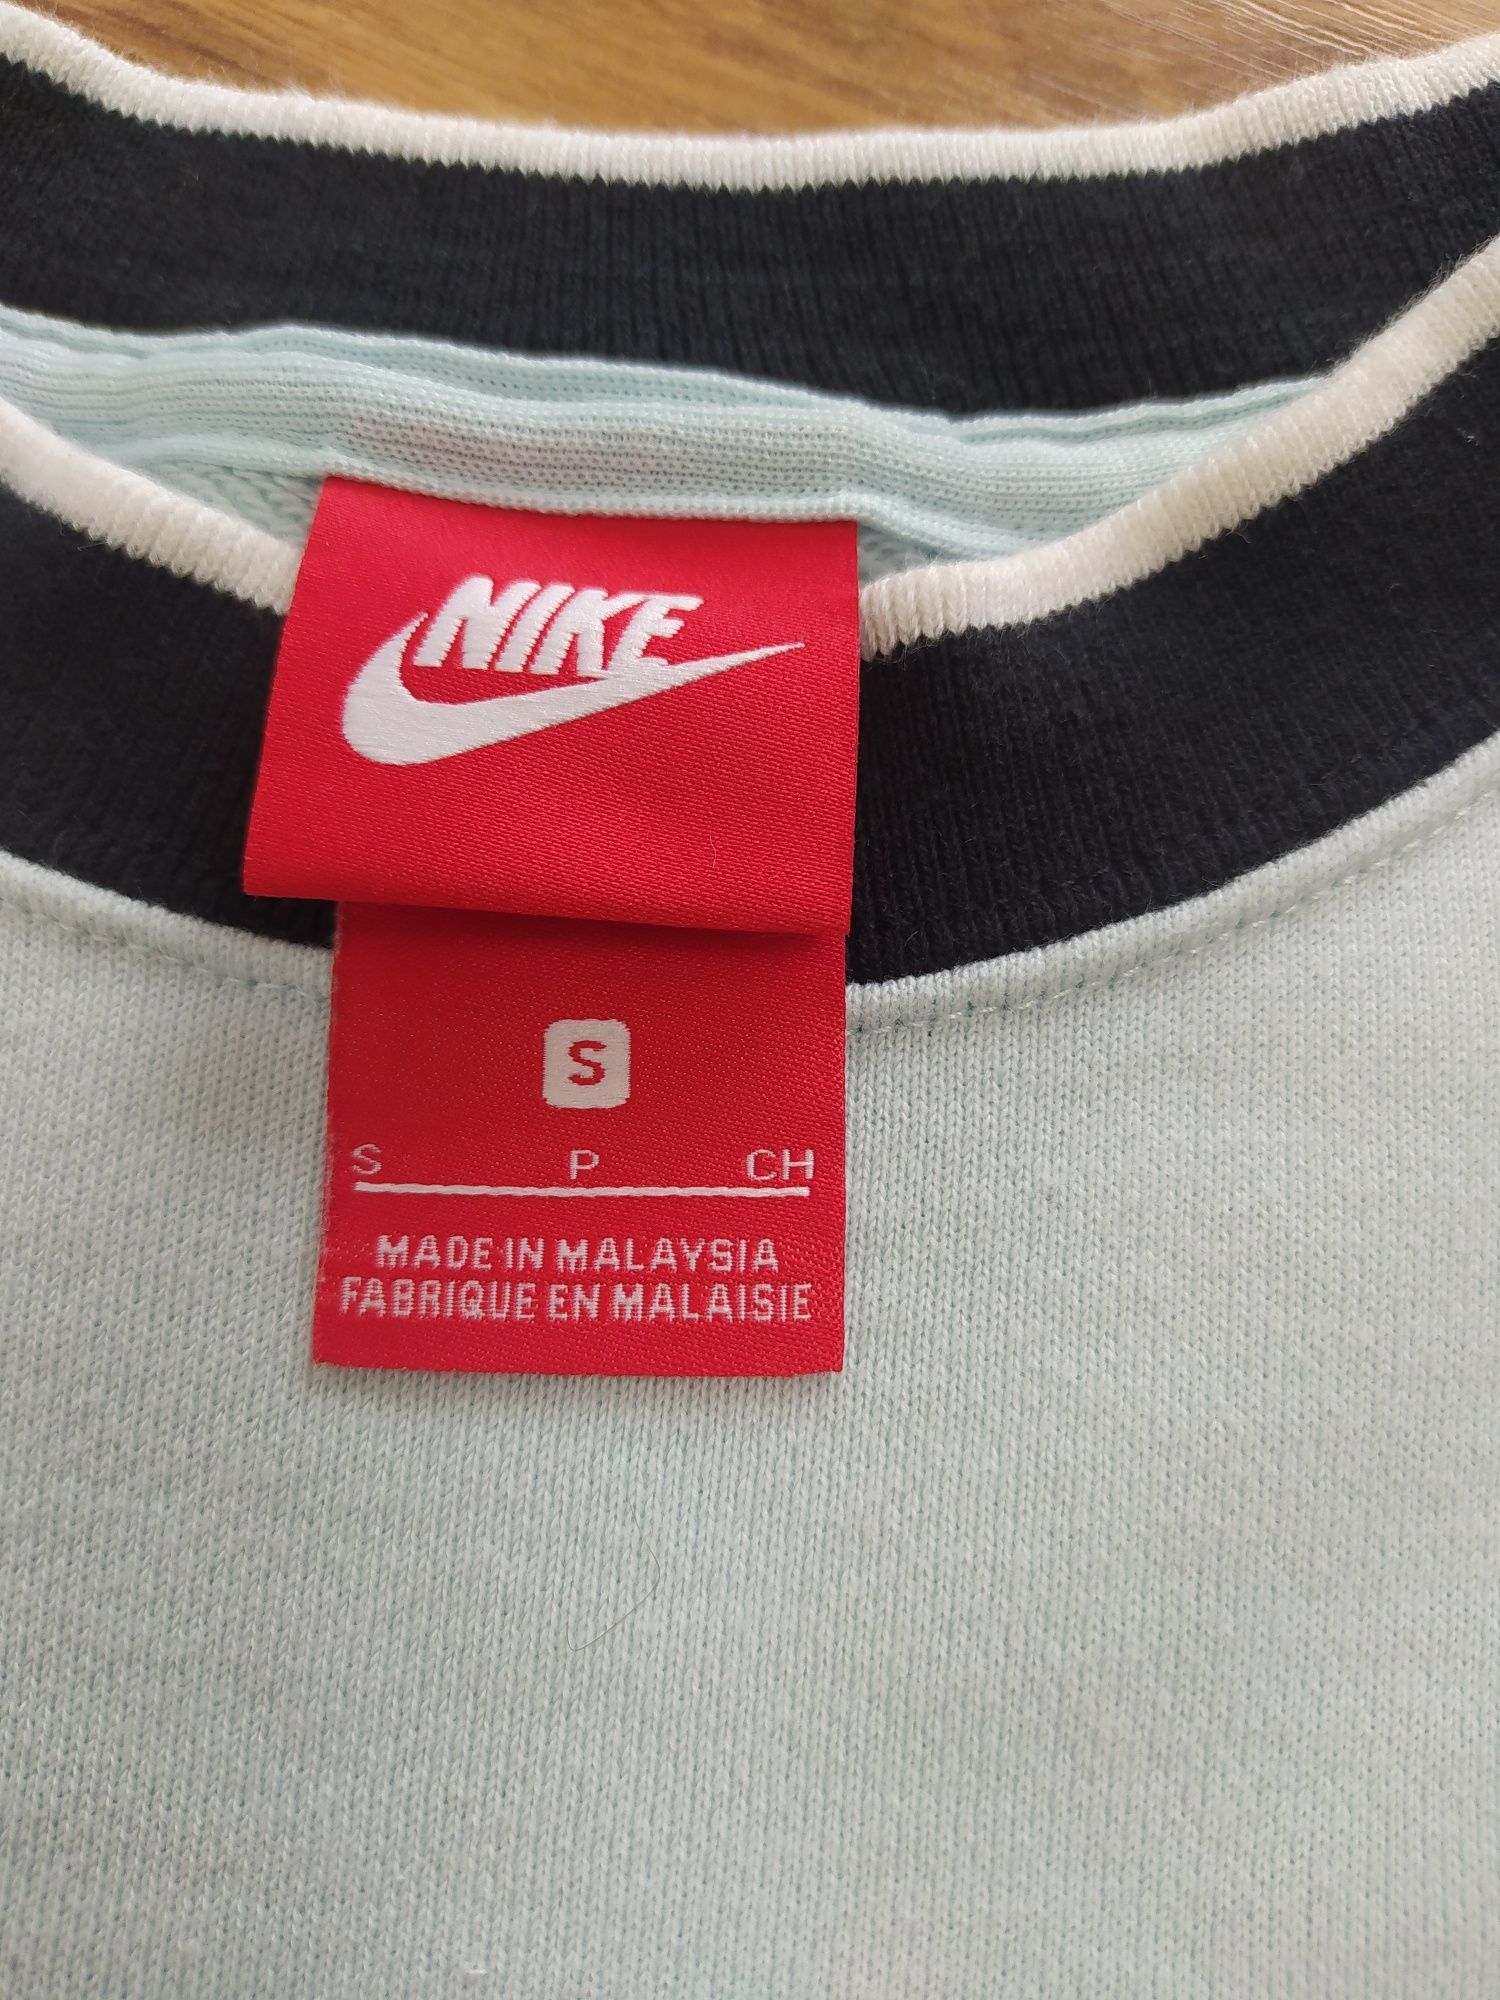 NIKE
S
S P CH
MADE IN MALAYSIA
FABRIQUE EN MALAISIE